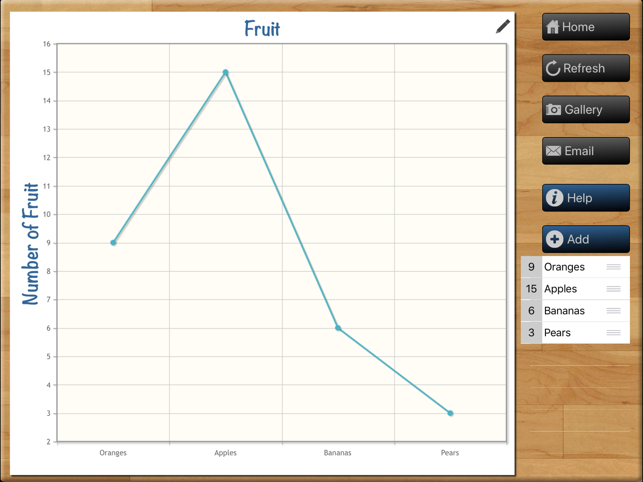 Fruit
Number of Fruit
16
15
14
13
12
11
10
9
8
7
6
5
4
3
2
Oranges Apples Bananas Pears
Home
Refresh
Gallery
Email
Help
Add
9 Oranges
15 Apples
6 Bananas
3 Pears